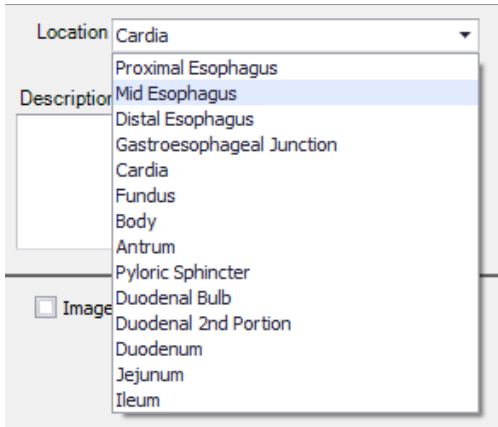 Location Cardia
Proximal Esophagus
Description Mid Esophagus
Distal Esophagus
Gastroesophageal Junction
Cardia
Fundus
Body
Antrum
Pyloric Sphincter
Image Duodenal Bulb
Duodenal 2nd Portion
Duodenum
Jejunum
Ileum